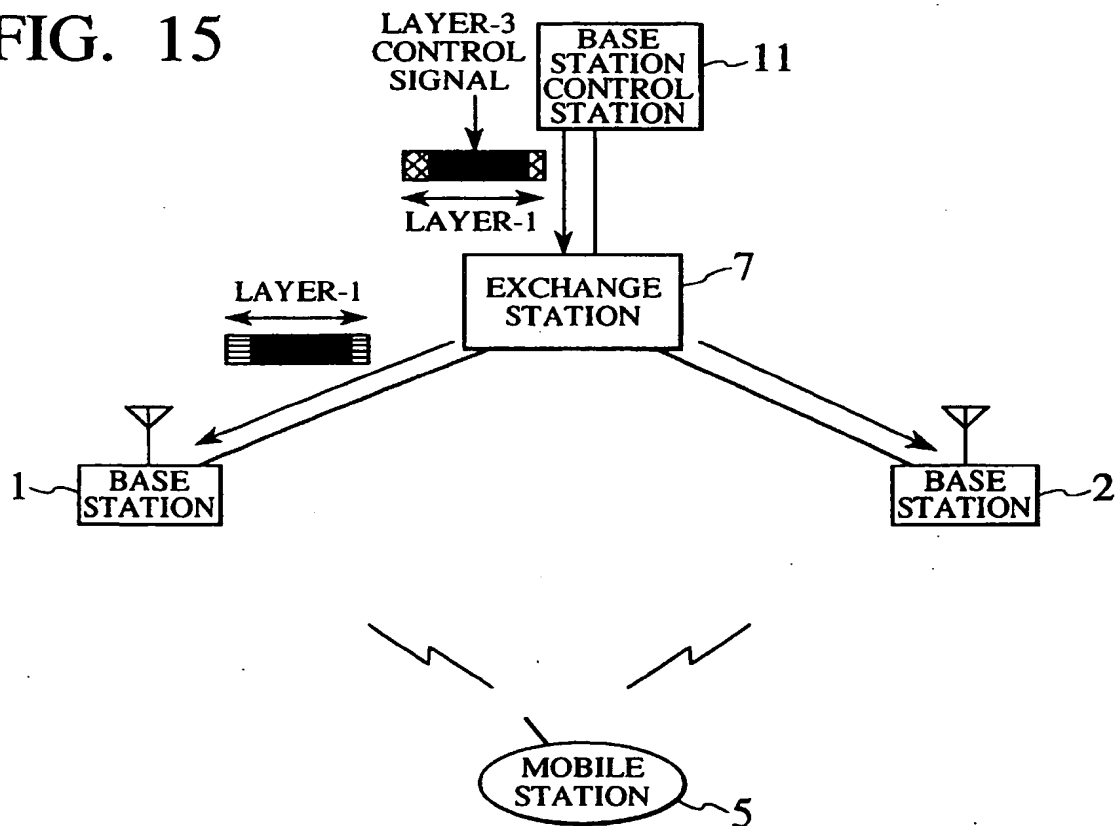 FIG. 15
LAYER-3
CONTROL
SIGNAL
BASE
STATION
CONTROL
STATION
11
LAYER-1
7
EXCHANGE
STATION
LAYER-1
1
BASE
STATION
BASE
STATION
2
MOBILE
STATION
5